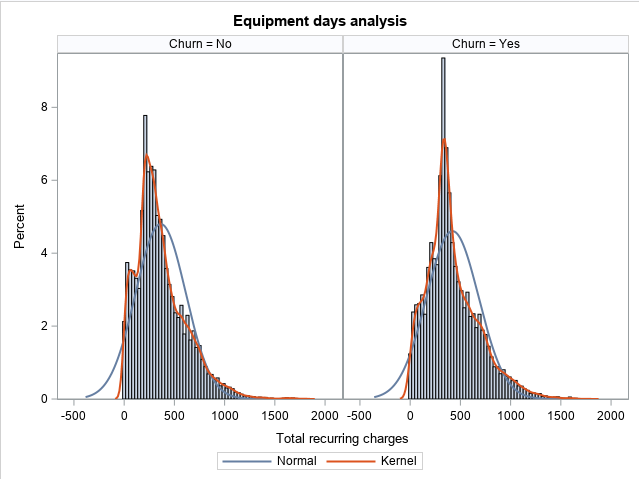 Equipment days analysis
Churn = No
Churn = Yes
Percent
8
6
4
2
0
-500 0 500 1000 1500 2000
-500 0 500 1000 1500 2000
Total recurring charges
Normal Kernel